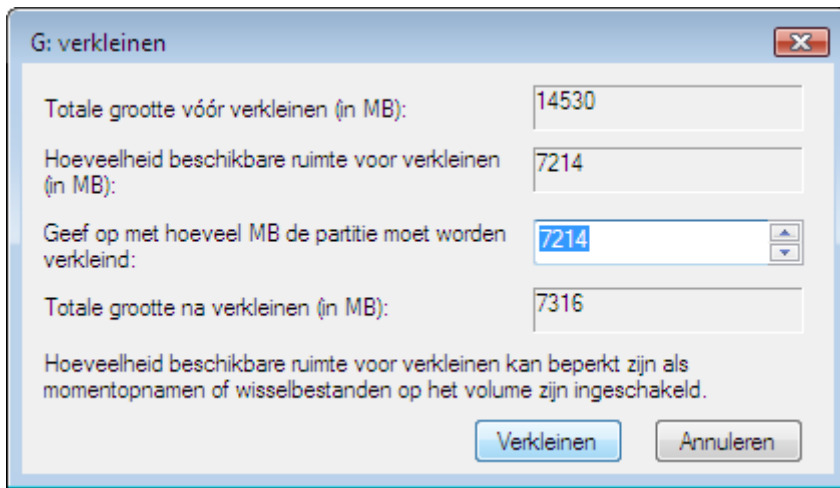 G: verkleinen
Totale grootte vóór verkleinen (in MB):
14530
Hoeveelheid beschikbare ruimte voor verkleinen
(in MB):
7214
Geef op met hoeveel MB de partitie moet worden
verkleind:
7214
Totale grootte na verkleinen (in MB):
7316
Hoeveelheid beschikbare ruimte voor verkleinen kan beperkt zijn als
momentopnamen of wisselbestanden op het volume zijn ingeschakeld.
Verkleinen
Annuleren